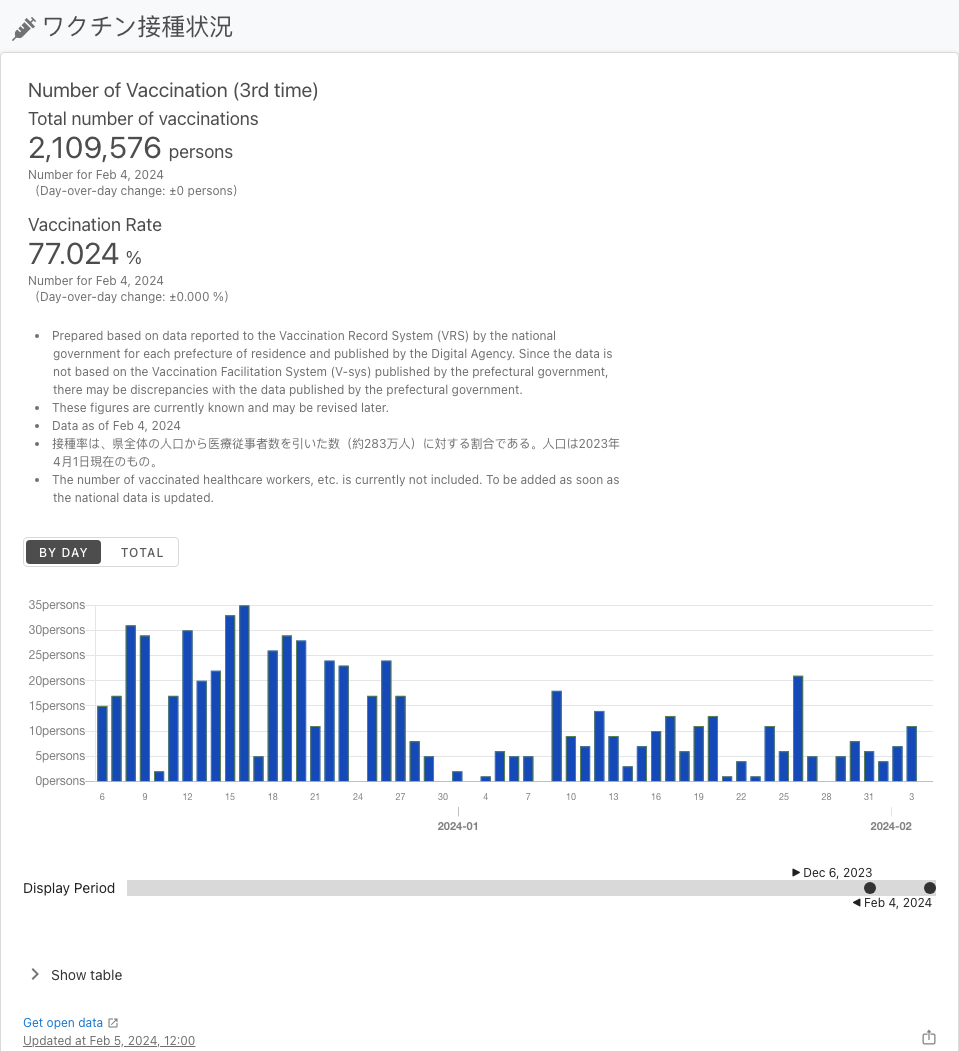 ワクチン接種状況
Number of Vaccination (3rd time)
Total number of vaccinations
2,109,576 persons
Number for Feb 4, 2024
（Day-over-day change: ±0 persons）
Vaccination Rate
77.024 %
Number for Feb 4, 2024
（Day-over-day change: ±0.000 %）
• Prepared based on data reported to the Vaccination Record System (VRS) by the national
government for each prefecture of residence and published by the Digital Agency. Since the data is
not based on the Vaccination Facilitation System (V-sys) published by the prefectural government,
there may be discrepancies with the data published by the prefectural government.
• These figures are currently known and may be revised later.
• Data as of Feb 4, 2024
• 接種率は、県全体の人口から医療従事者数を引いた数（約283万人）に対する割合である。人口は2023年
4月1日現在のもの。
• The number of vaccinated healthcare workers, etc. is currently not included. To be added as soon as
the national data is updated.
BY DAY TOTAL
35persons
30persons
25persons
20persons
15persons
10persons
5persons
0persons
6 9 12 15 18 21 24 27 30 4 7 10 13 16 19 22 25 28 31 3
2024-01 2024-02
Dec 6, 2023
Display Period
Feb 4, 2024
Show table
Get open data
Updated at Feb 5, 2024, 12:00